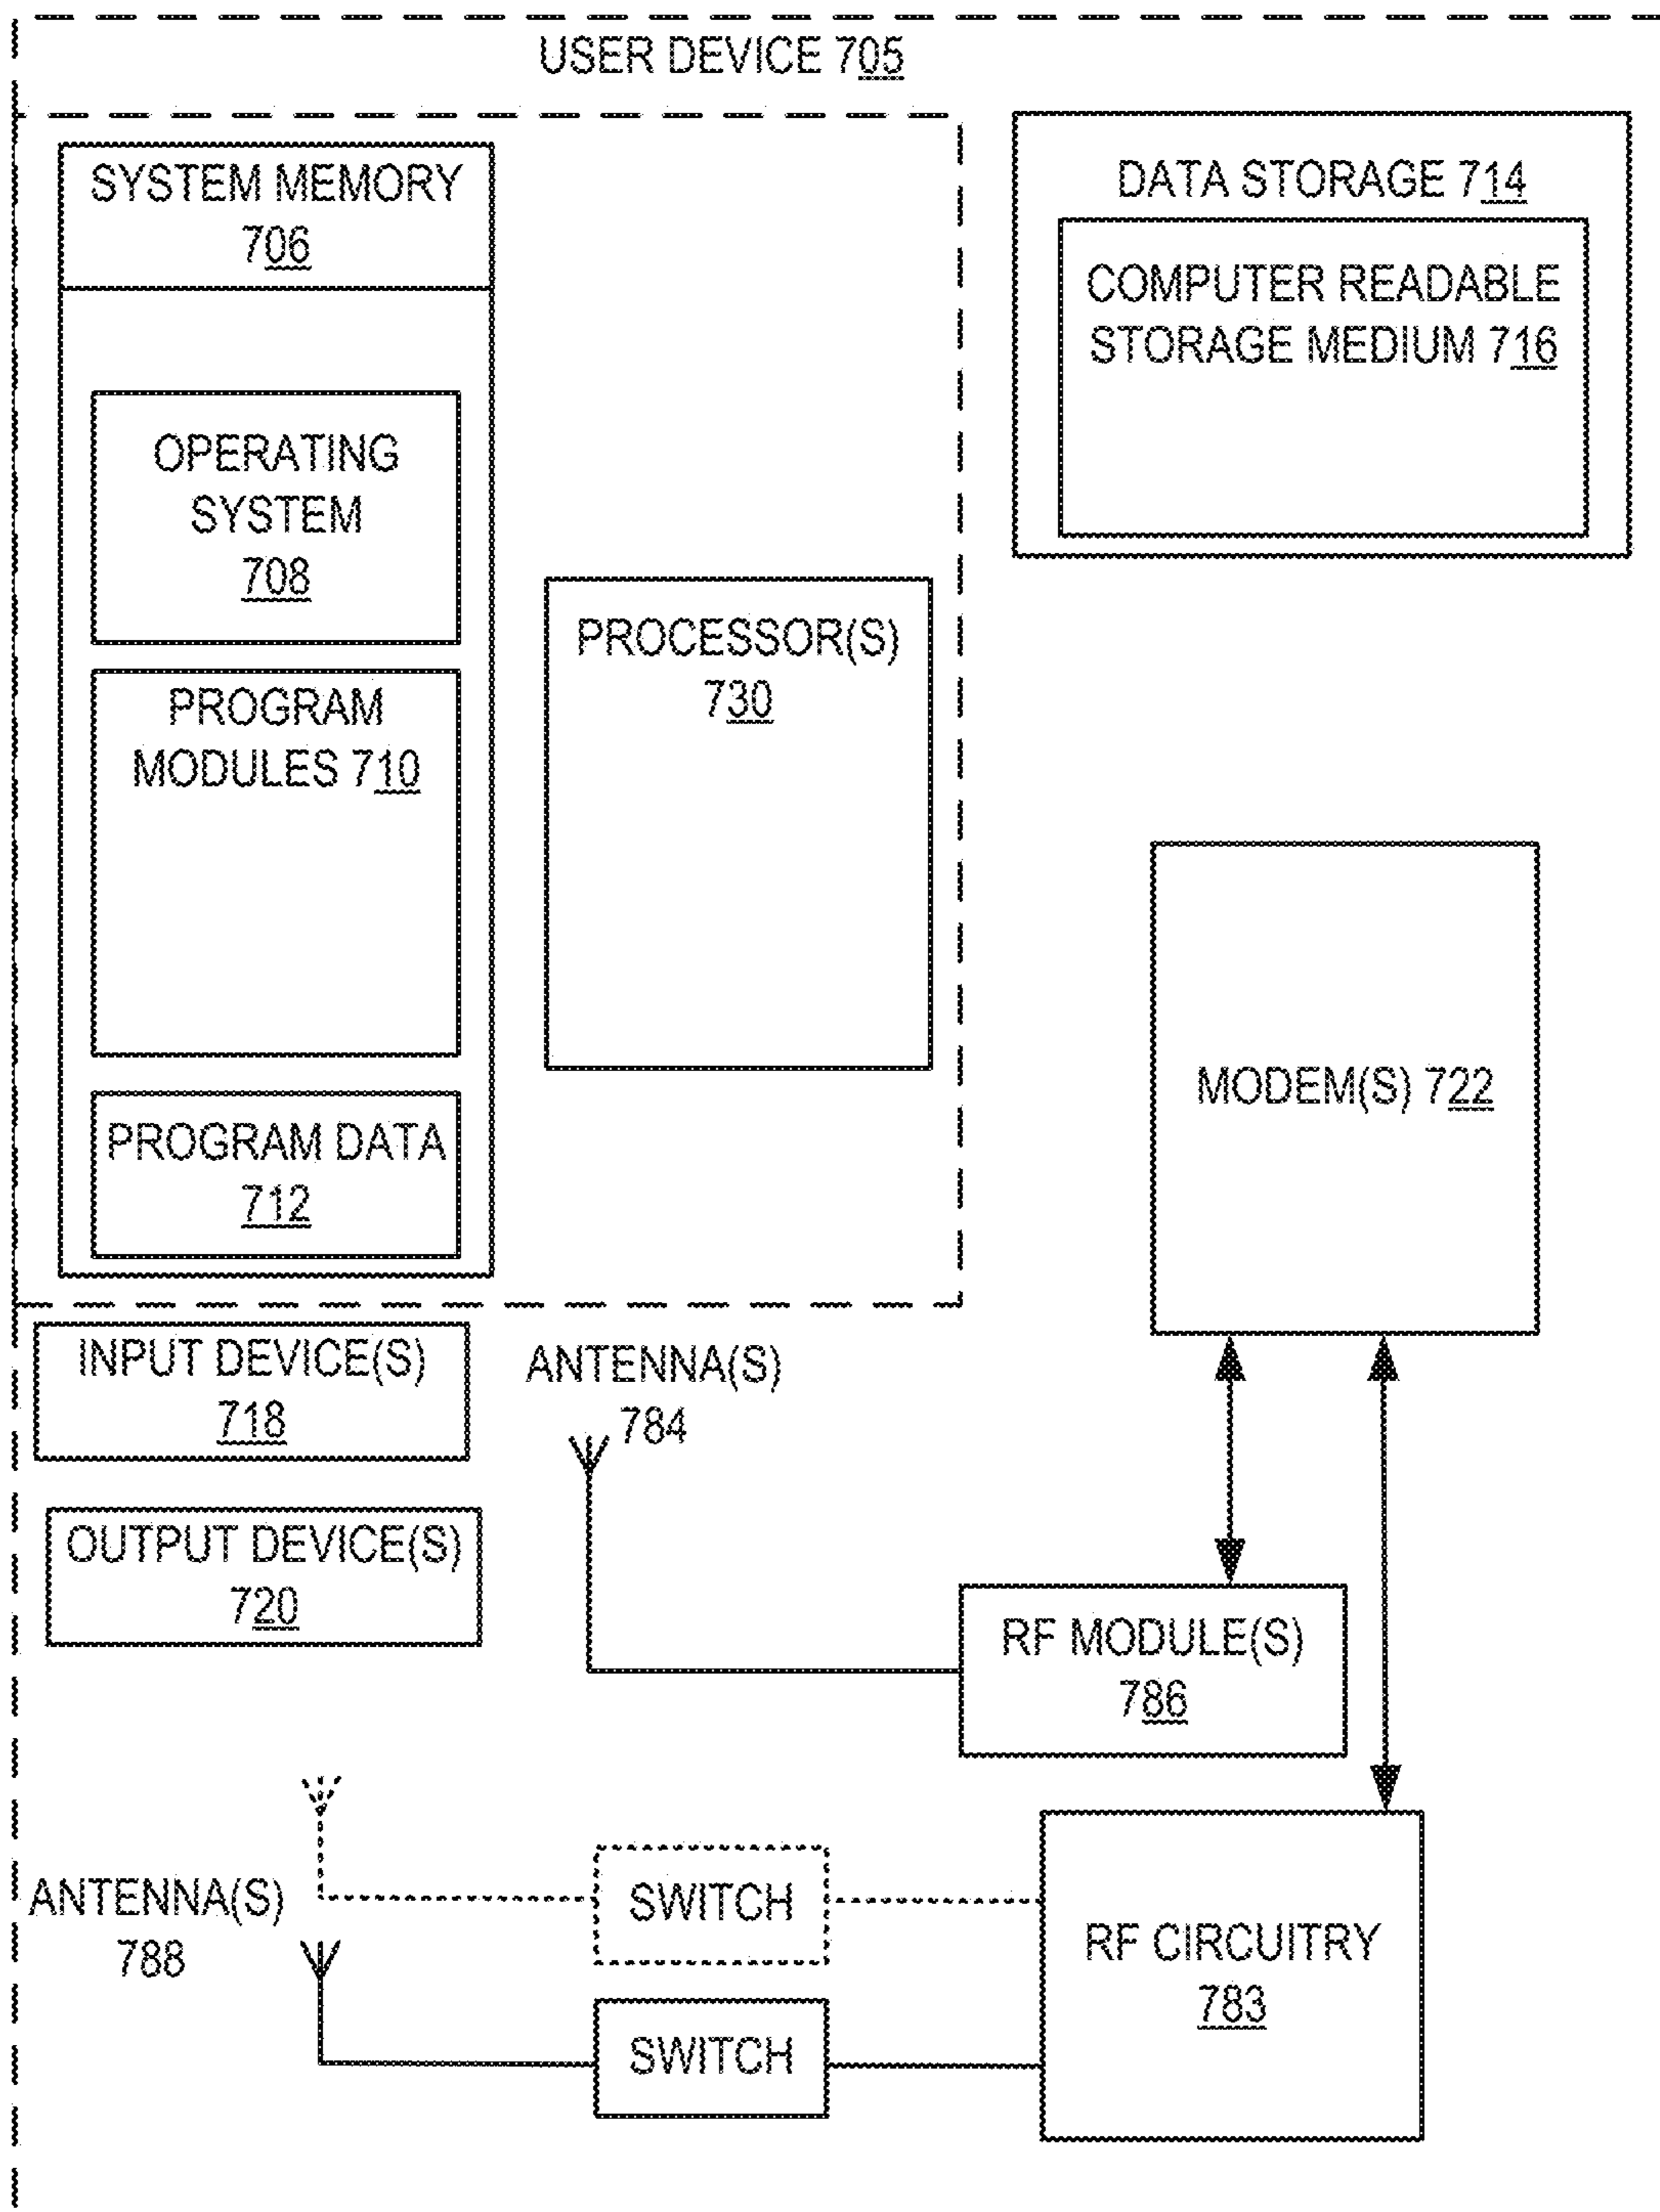 USER DEVICE 705
SYSTEM MEMORY
706
OPERATING
SYSTEM
708
PROGRAM
MODULES 710
PROGRAM DATA
712
PROCESSOR(S)
730
DATA STORAGE 714
COMPUTER READABLE
STORAGE MEDIUM 716
MODEM(S) 722
INPUT DEVICE(S)
718
OUTPUT DEVICE(S)
720
ANTENNA(S)
784
RF MODULE(S)
786
ANTENNA(S)
788
SWITCH
SWITCH
RF CIRCUITRY
783